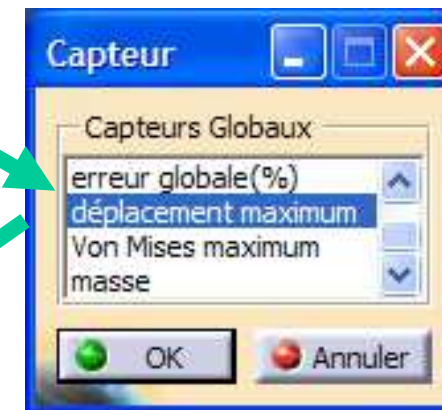 Capteur
Capteurs Globaux
erreur globale(%)
déplacement maximum
Von Mises maximum
masse
OK
Annuler